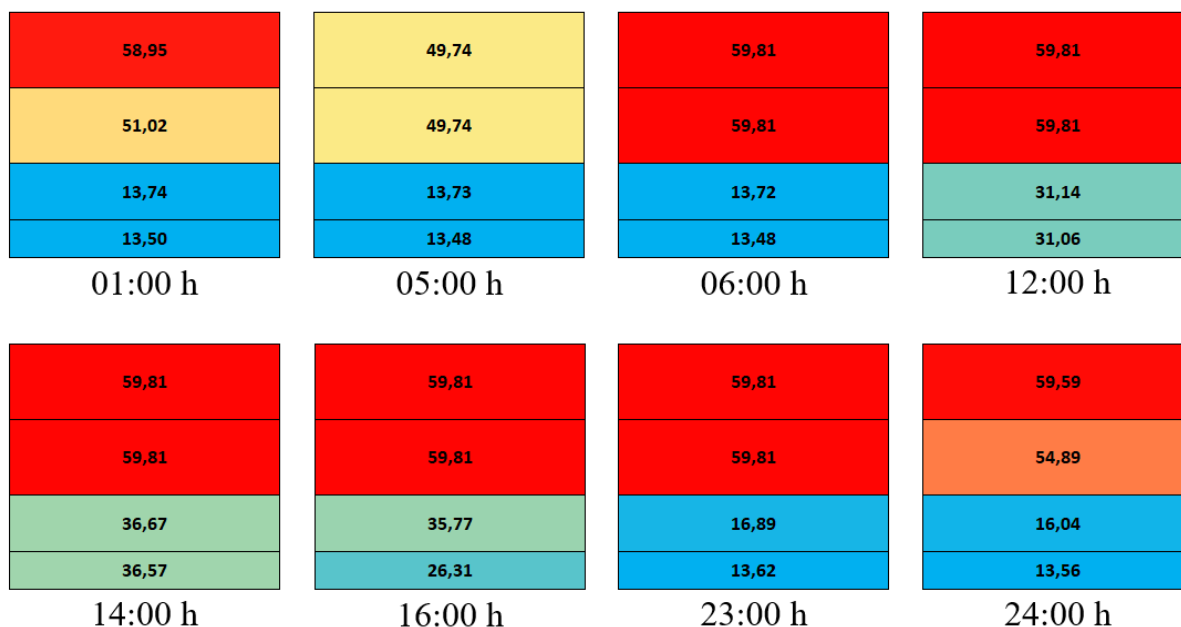 58,95 49,74 59,81 59,81
51,02 49,74 59,81 59,81
13,74 13,73 13,72 31,14
13,50 13,48 13,48 31,06
01:00 h 05:00 h 06:00 h 12:00 h
59,81 59,81 59,81 59,59
59,81 59,81 59,81 54,89
36,67 35,77 16,89 16,04
36,57 26,31 13,62 13,56
14:00 h 16:00 h 23:00 h 24:00 h